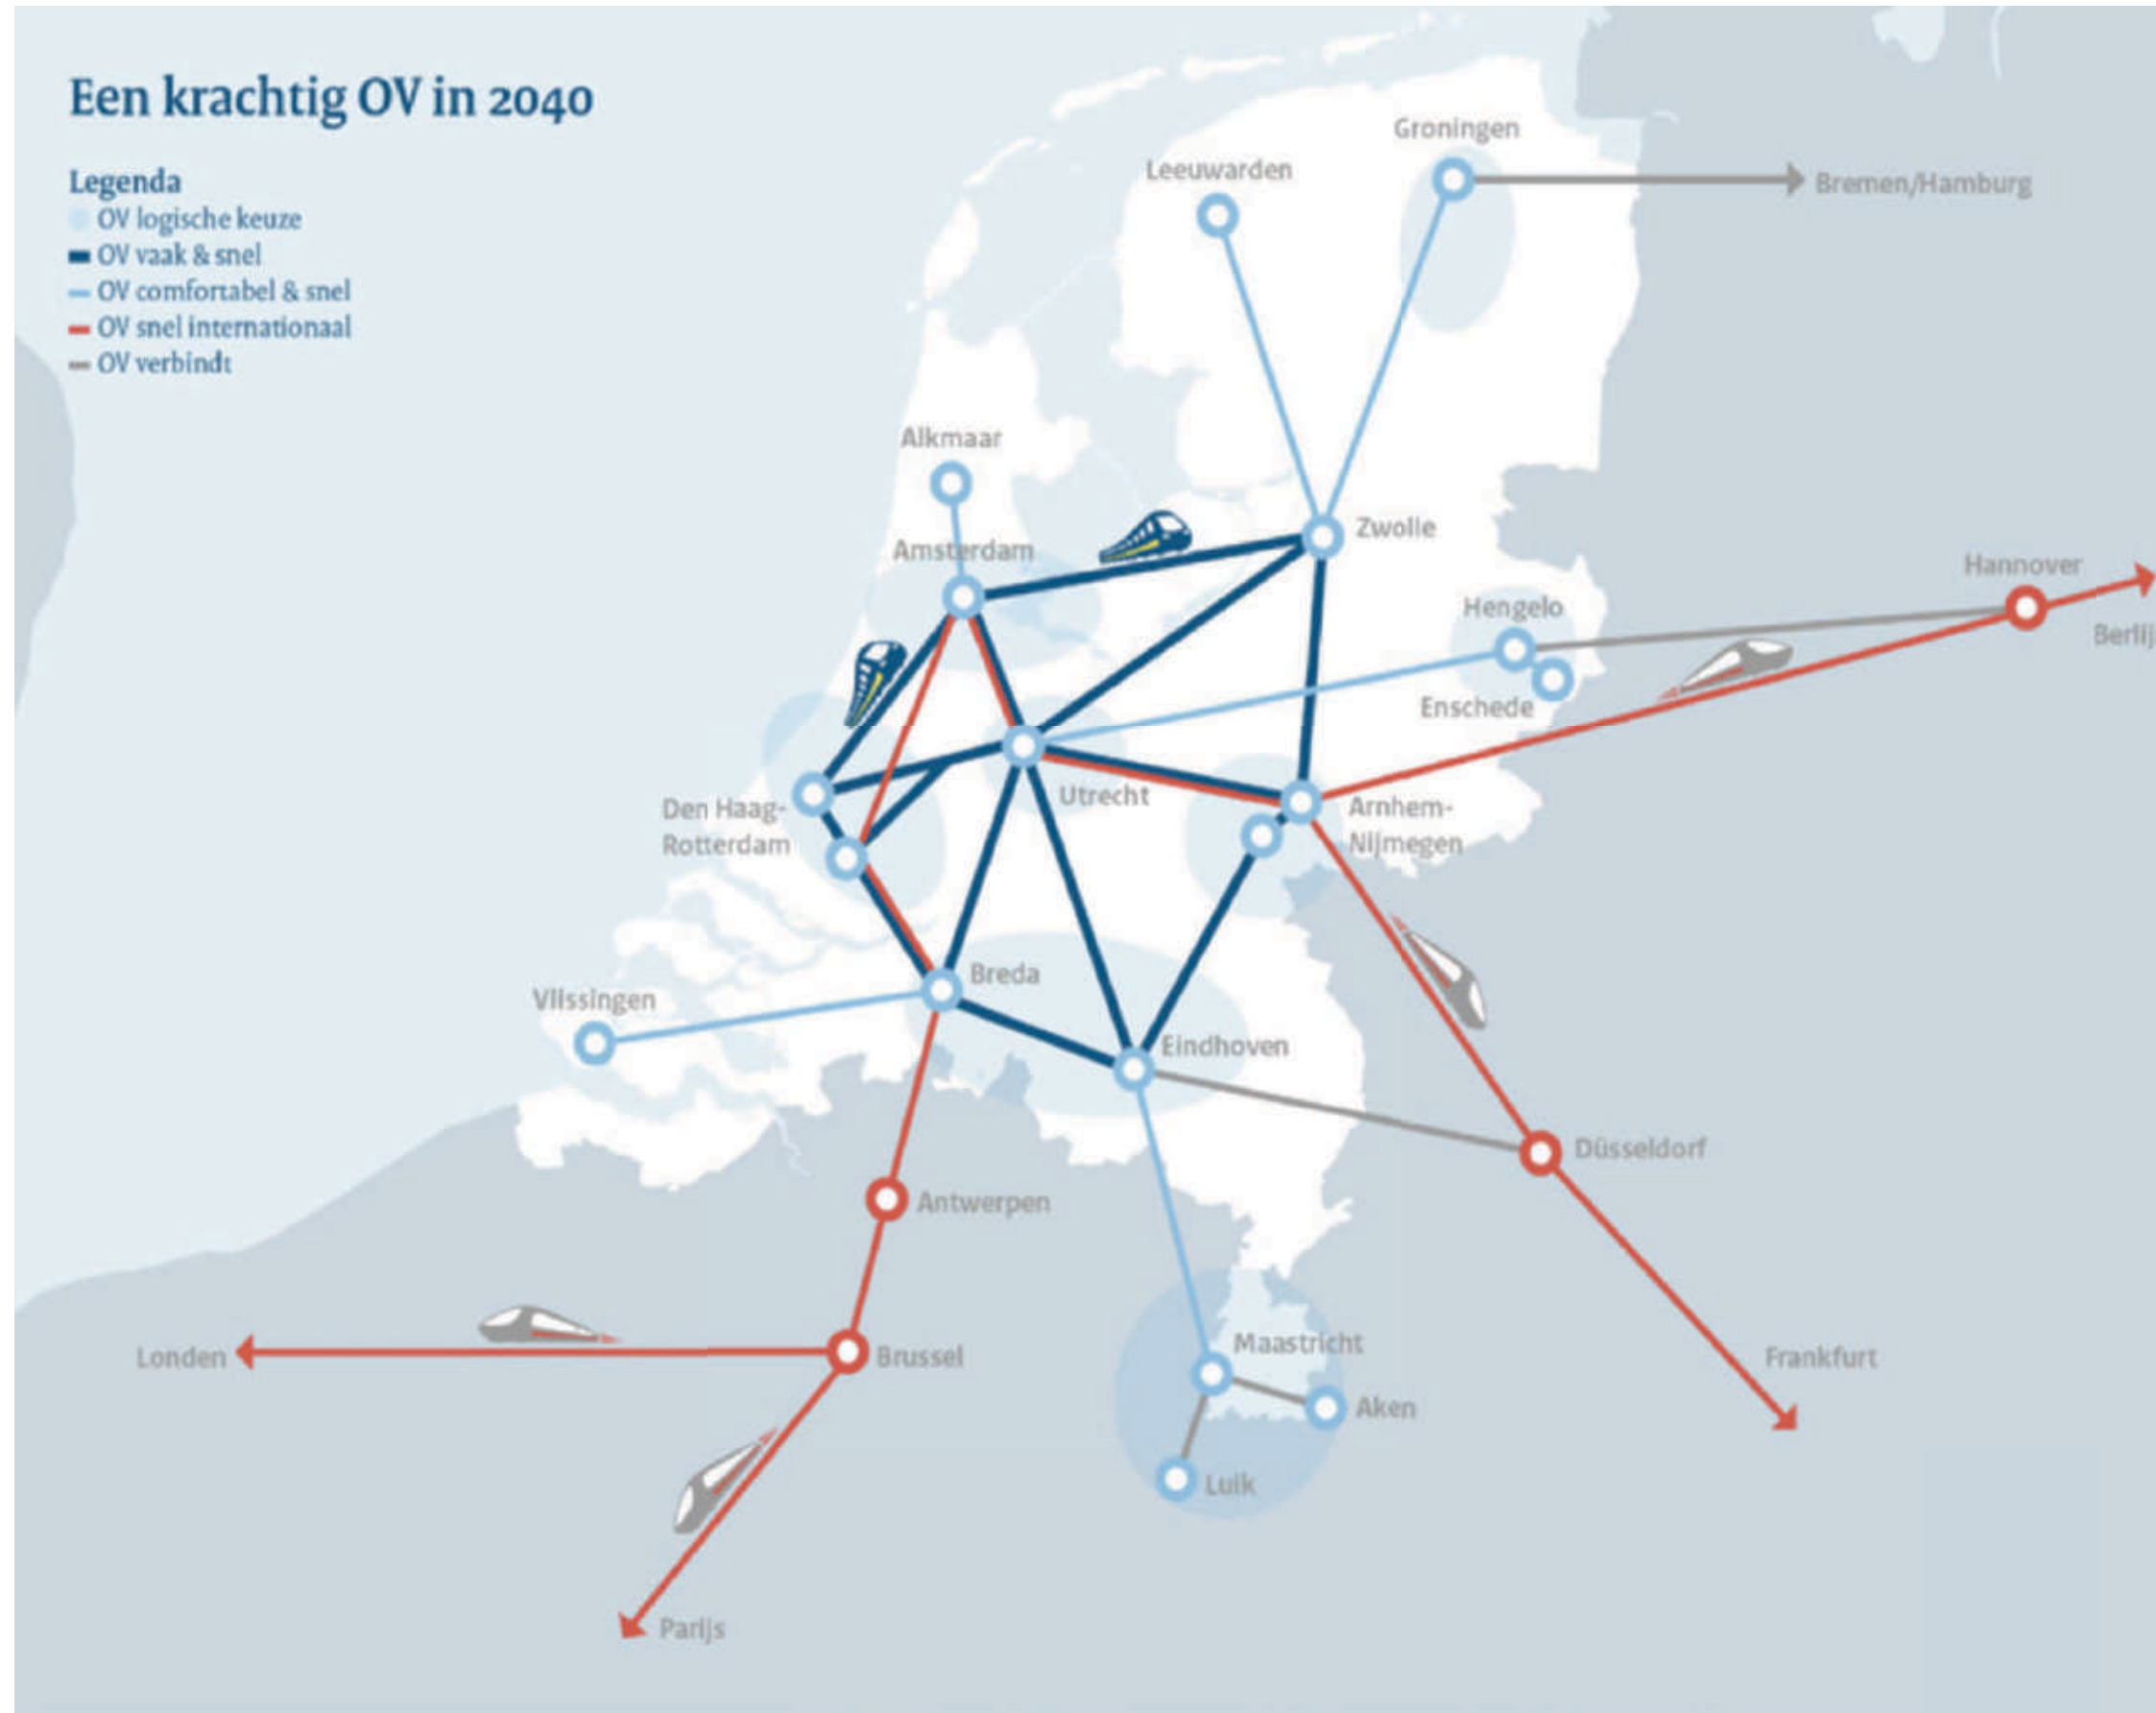 Een krachtig OV in 2040
Legenda
OV logische keuze
OV vaak & snel
OV comfortabel & snel
OV snel internationaal
OV verbindt
Groningen
Leeuwarden
Bremen/Hamburg
Alkmaar
Zwolle
Amsterdam
Hannover
Hengelo
Berlij
Enschede
Utrecht
Den Haag-
Rotterdam
Arnhem-
Nijmegen
Breda
Vlissingen
Eindhoven
Düsseldorf
Antwerpen
Maastricht
Londen
Brussel
Frankfurt
Aken
Luik
Parijs